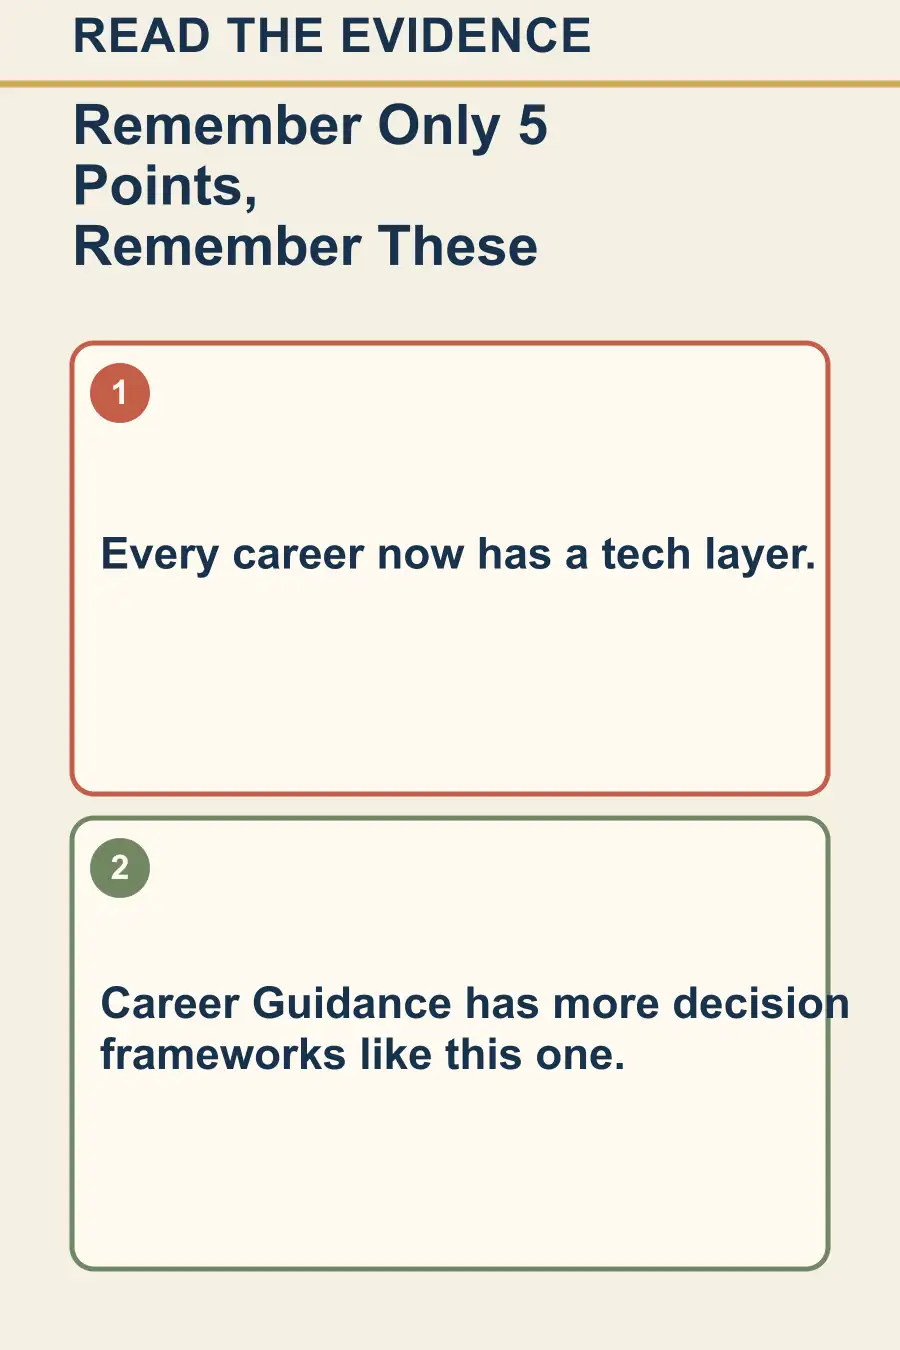 READ THE EVIDENCE
Remember Only 5
Points,
Remember These
1
Every career now has a tech layer.
2
Career Guidance has more decision
frameworks like this one.